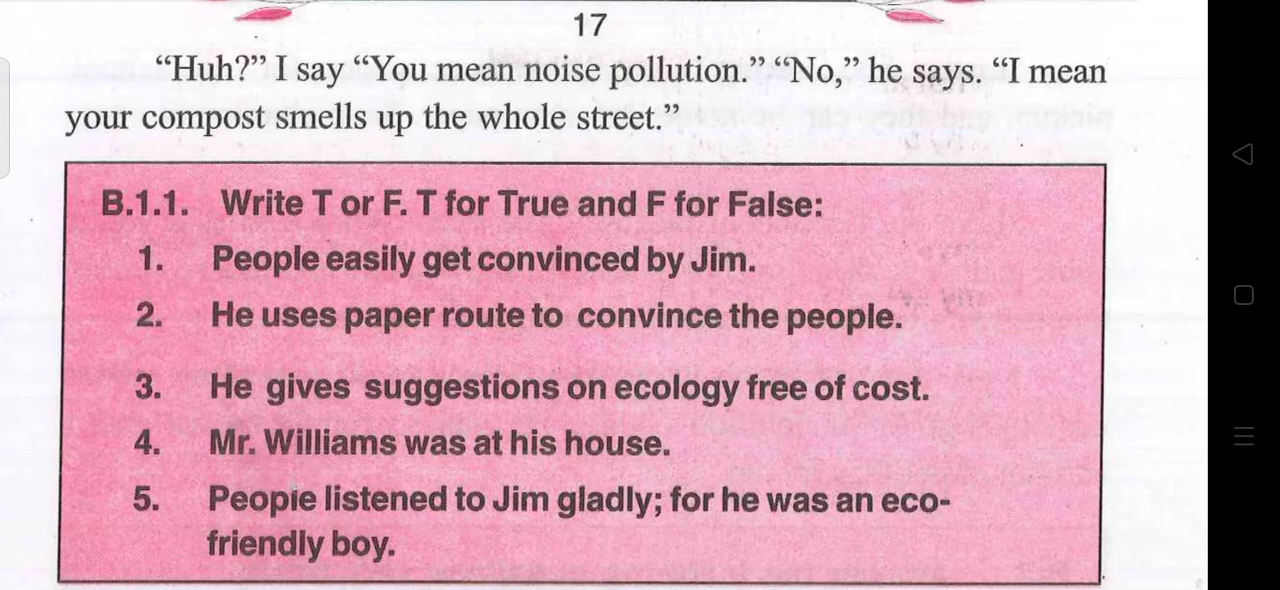 17
“Huh?” I say “You mean noise pollution.” “No,” he says. “I mean
your compost smells up the whole street.”
B.1.1. Write T or F. T for True and F for False:
1. People easily get convinced by Jim.
2. He uses paper route to convince the people.
3. He gives suggestions on ecology free of cost.
4. Mr. Williams was at his house.
5. People listened to Jim gladly; for he was an eco-
friendly boy.